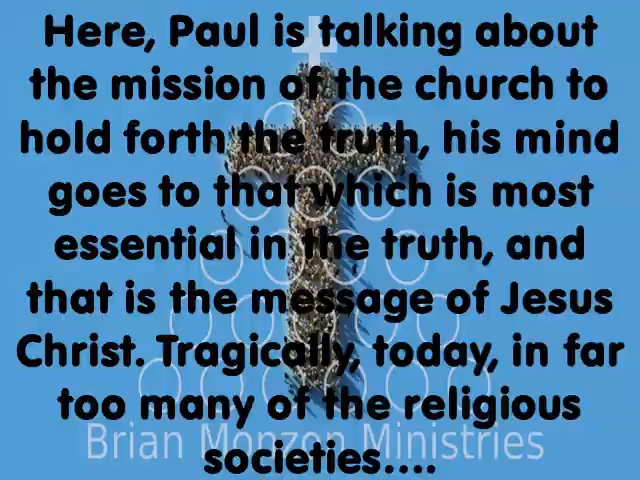 Here, Paul is talking about
the mission of the church to
hold forth the truth, his mind
goes to that which is most
essential in the truth, and
that is the message of Jesus
Christ. Tragically, today, in far
too many of the religious
Brian Monzon Ministries
societies....